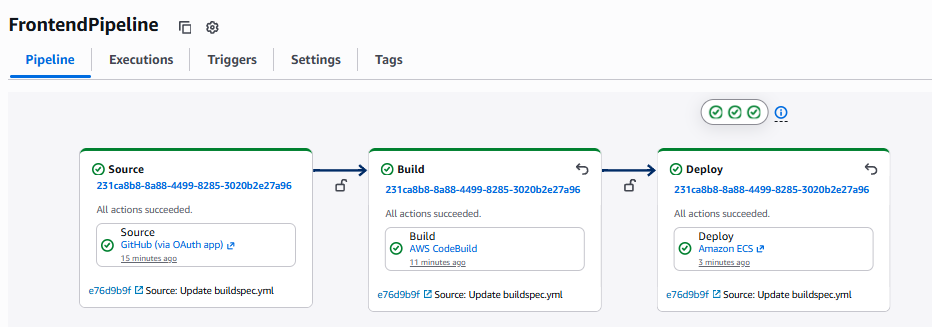 FrontendPipeline
Pipeline
Executions
Triggers
Settings
Tags
Source
231ca8b8-8a88-4499-8285-3020b2e27a96
All actions succeeded.
Source
GitHub (via OAuth app)
15 minutes ago
e76d9b9f Source: Update buildspec.yml
Build
231ca8b8-8a88-4499-8285-3020b2e27a96
All actions succeeded.
Build
AWS CodeBuild
11 minutes ago
e76d9b9f Source: Update buildspec.yml
Deploy
231ca8b8-8a88-4499-8285-3020b2e27a96
All actions succeeded.
Deploy
Amazon ECS
3 minutes ago
e76d9b9f Source: Update buildspec.yml